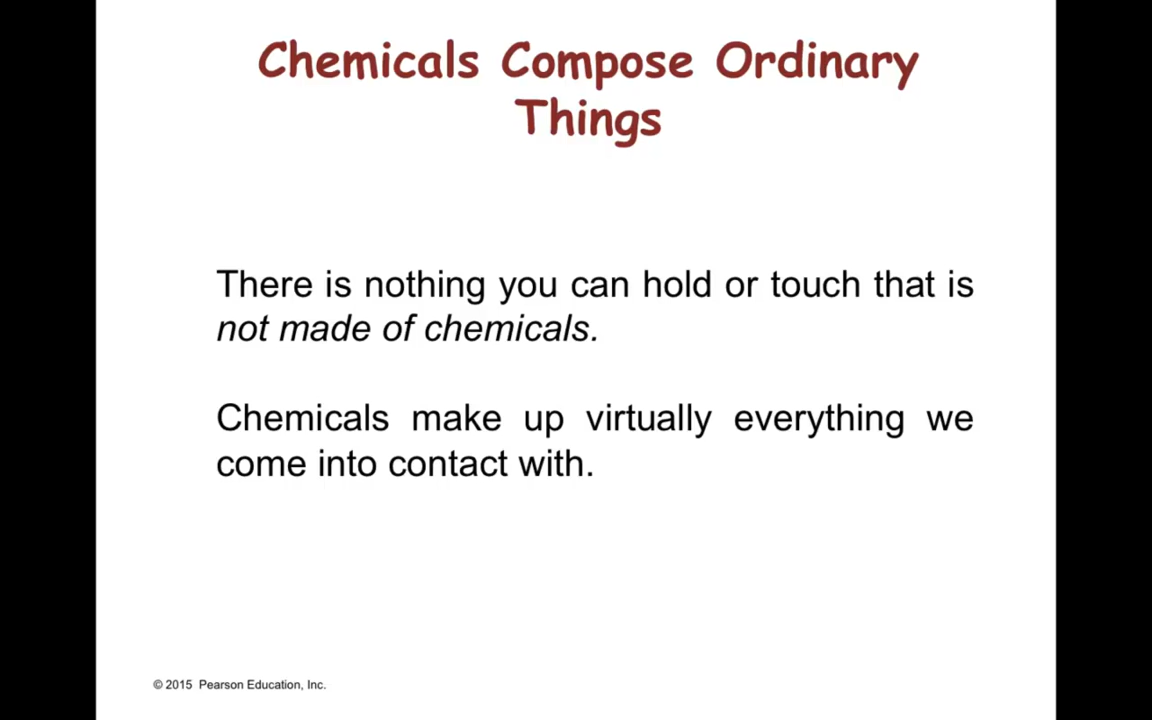 Chemicals Compose Ordinary
Things
There is nothing you can hold or touch that is
not made of chemicals.
Chemicals make up virtually everything we
come into contact with.
© 2015 Pearson Education, Inc.